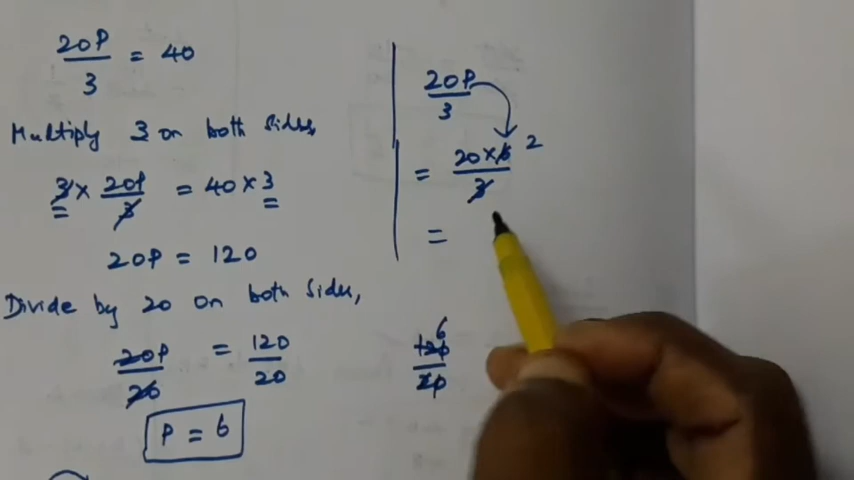 20P/3 = 40
Multiply 3 on both sides,
3 × 20P/3 = 40 × 3
20P = 120
Divide by 20 on both sides,
20P/20 = 120/20
P = 6
120/20 6
20P/3
= 20×6/3 2
=